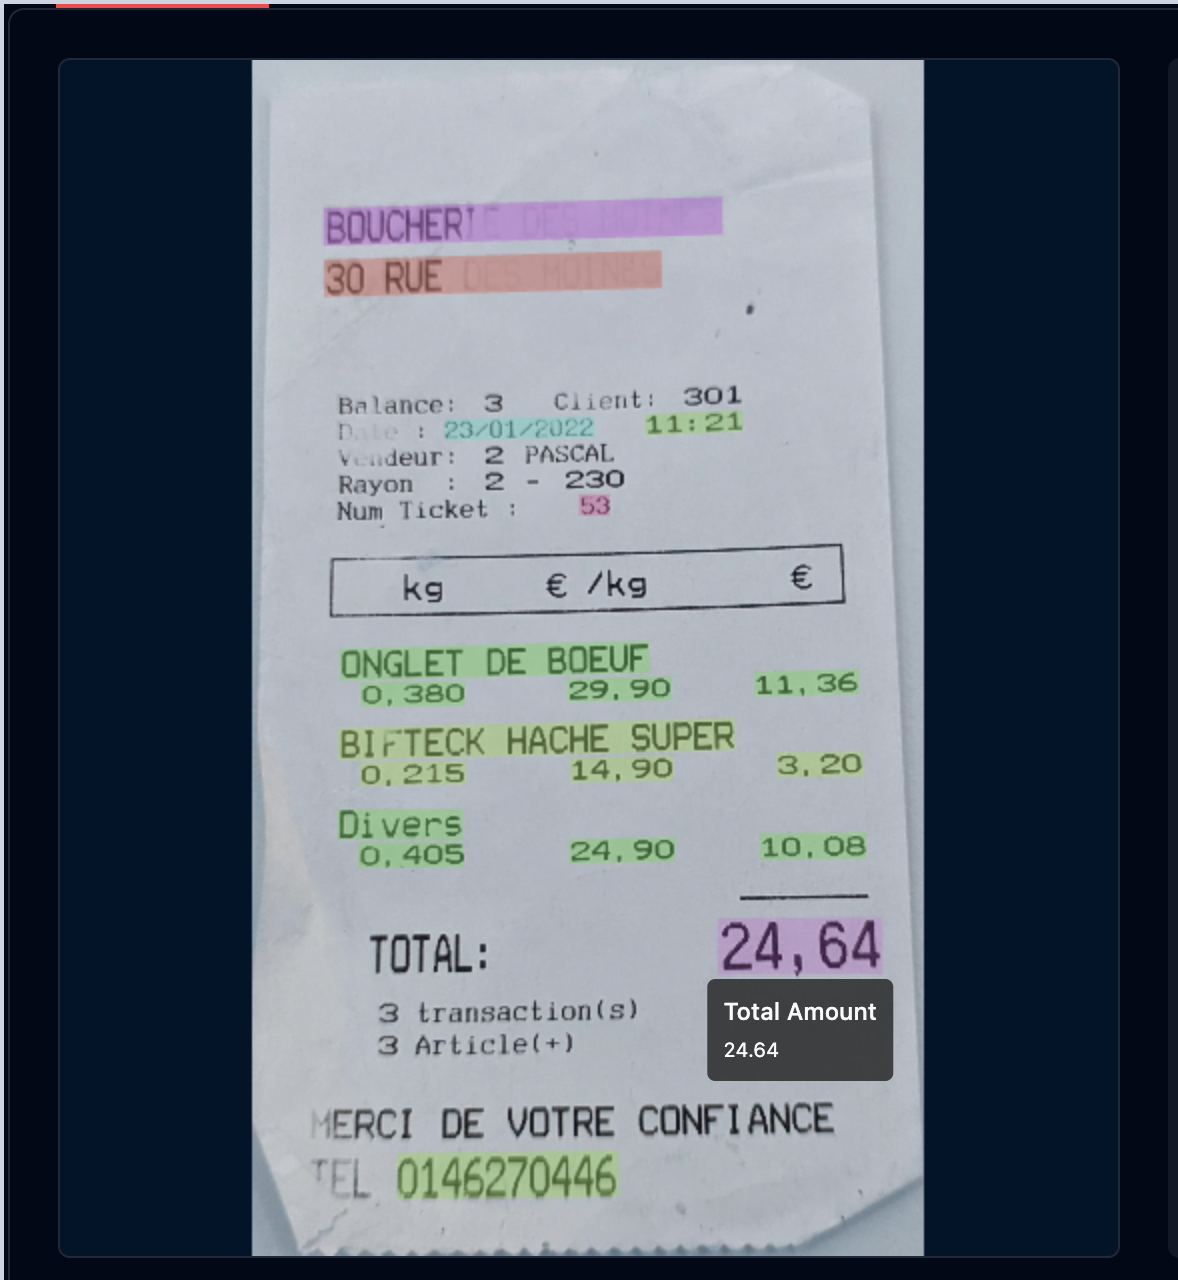 BOUCHERIE DES MOINES
30 RUE DES MOINES
Balance: 3 Client: 301
Date : 23/01/2022 11:21
Vendeur: 2 PASCAL
Rayon : 2 - 230
Num Ticket : 53
kg € /kg €
ONGLET DE BOEUF
0,380 29,90 11,36
BIFTECK HACHE SUPER
0,215 14,90 3,20
Divers
0,405 24,90 10,08
TOTAL: 24,64
Total Amount
24.64
3 transaction(s)
3 Article(+)
MERCI DE VOTRE CONFIANCE
TEL 0146270446